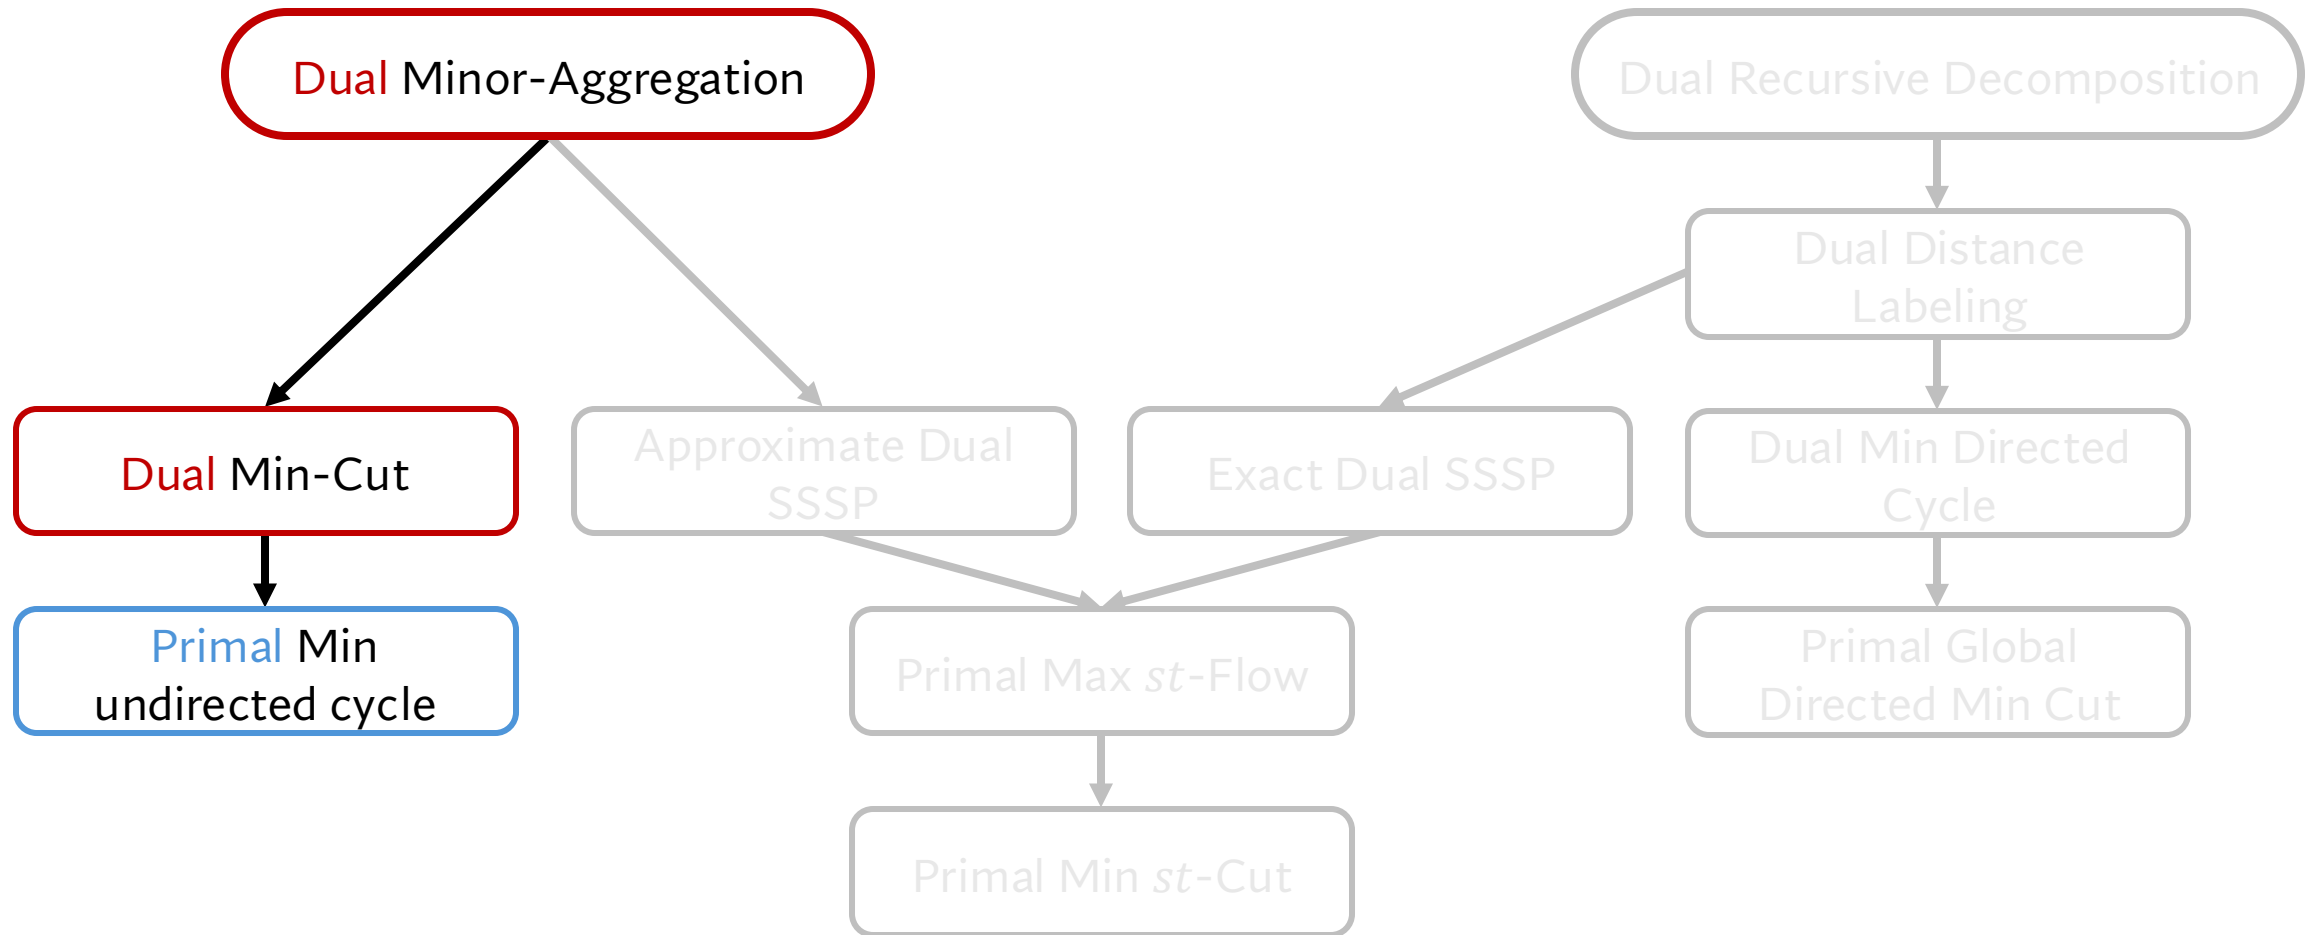 Dual Minor-Aggregation
Dual Recursive Decomposition
Dual Distance
Labeling
Dual Min-Cut
Approximate Dual
SSSP
Exact Dual SSSP
Dual Min Directed
Cycle
Primal Min
undirected cycle
Primal Max st-Flow
Primal Global
Directed Min Cut
Primal Min st-Cut